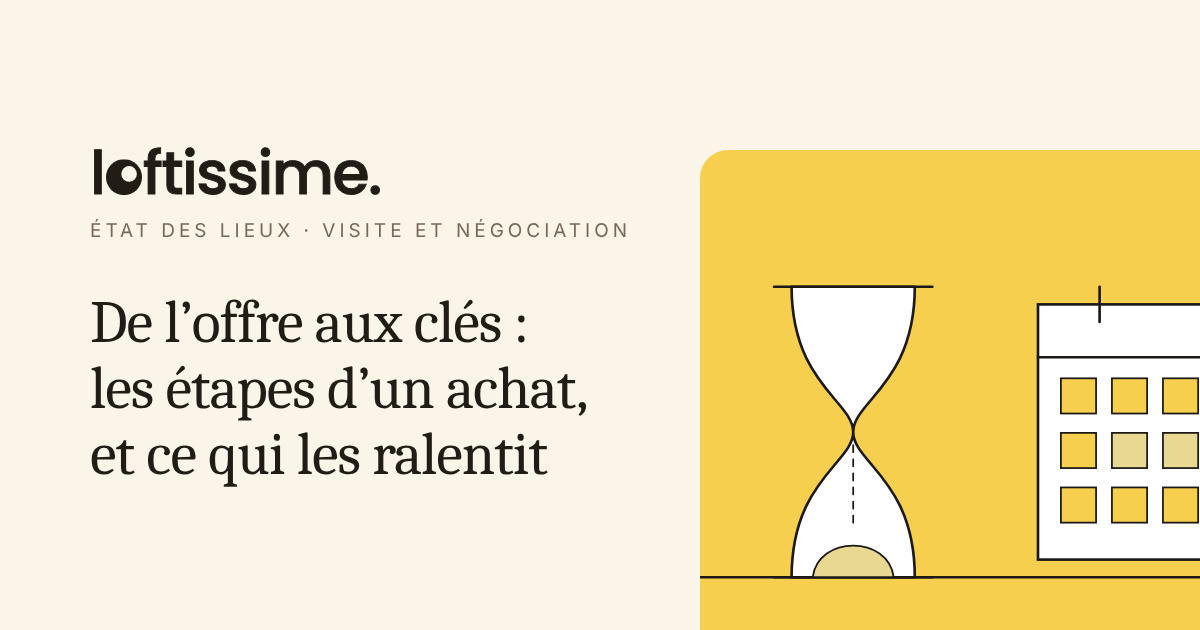 loftissime.
ÉTAT DES LIEUX · VISITE ET NÉGOCIATION
De l’offre aux clés :
les étapes d’un achat,
et ce qui les ralentit